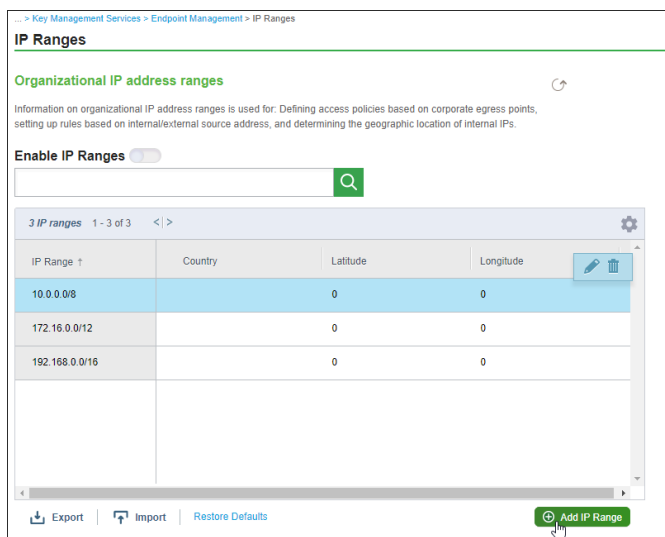 ... > Key Management Services > Endpoint Management > IP Ranges
IP Ranges
Organizational IP address ranges
Information on organizational IP address ranges is used for: Defining access policies based on corporate egress points,
setting up rules based on internal/external source address, and determining the geographic location of internal IPs.
Enable IP Ranges
3 IP ranges 1 - 3 of 3 < | >
IP Range ↑ Country Latitude Longitude
10.0.0.0/8 0 0
172.16.0.0/12 0 0
192.168.0.0/16 0 0
Export Import Restore Defaults Add IP Range